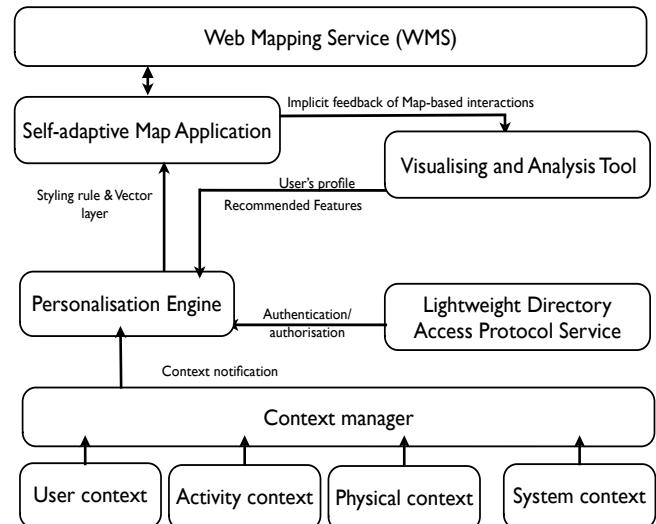 Web Mapping Service (WMS)
Implicit feedback of Map-based interactions
Self-adaptive Map Application
Visualising and Analysis Tool
User's profile
Styling rule & Vector
layer
Recommended Features
Personalisation Engine
Authentication/
authorisation
Lightweight Directory
Access Protocol Service
Context notification
Context manager
User context
Activity context
Physical context
System context